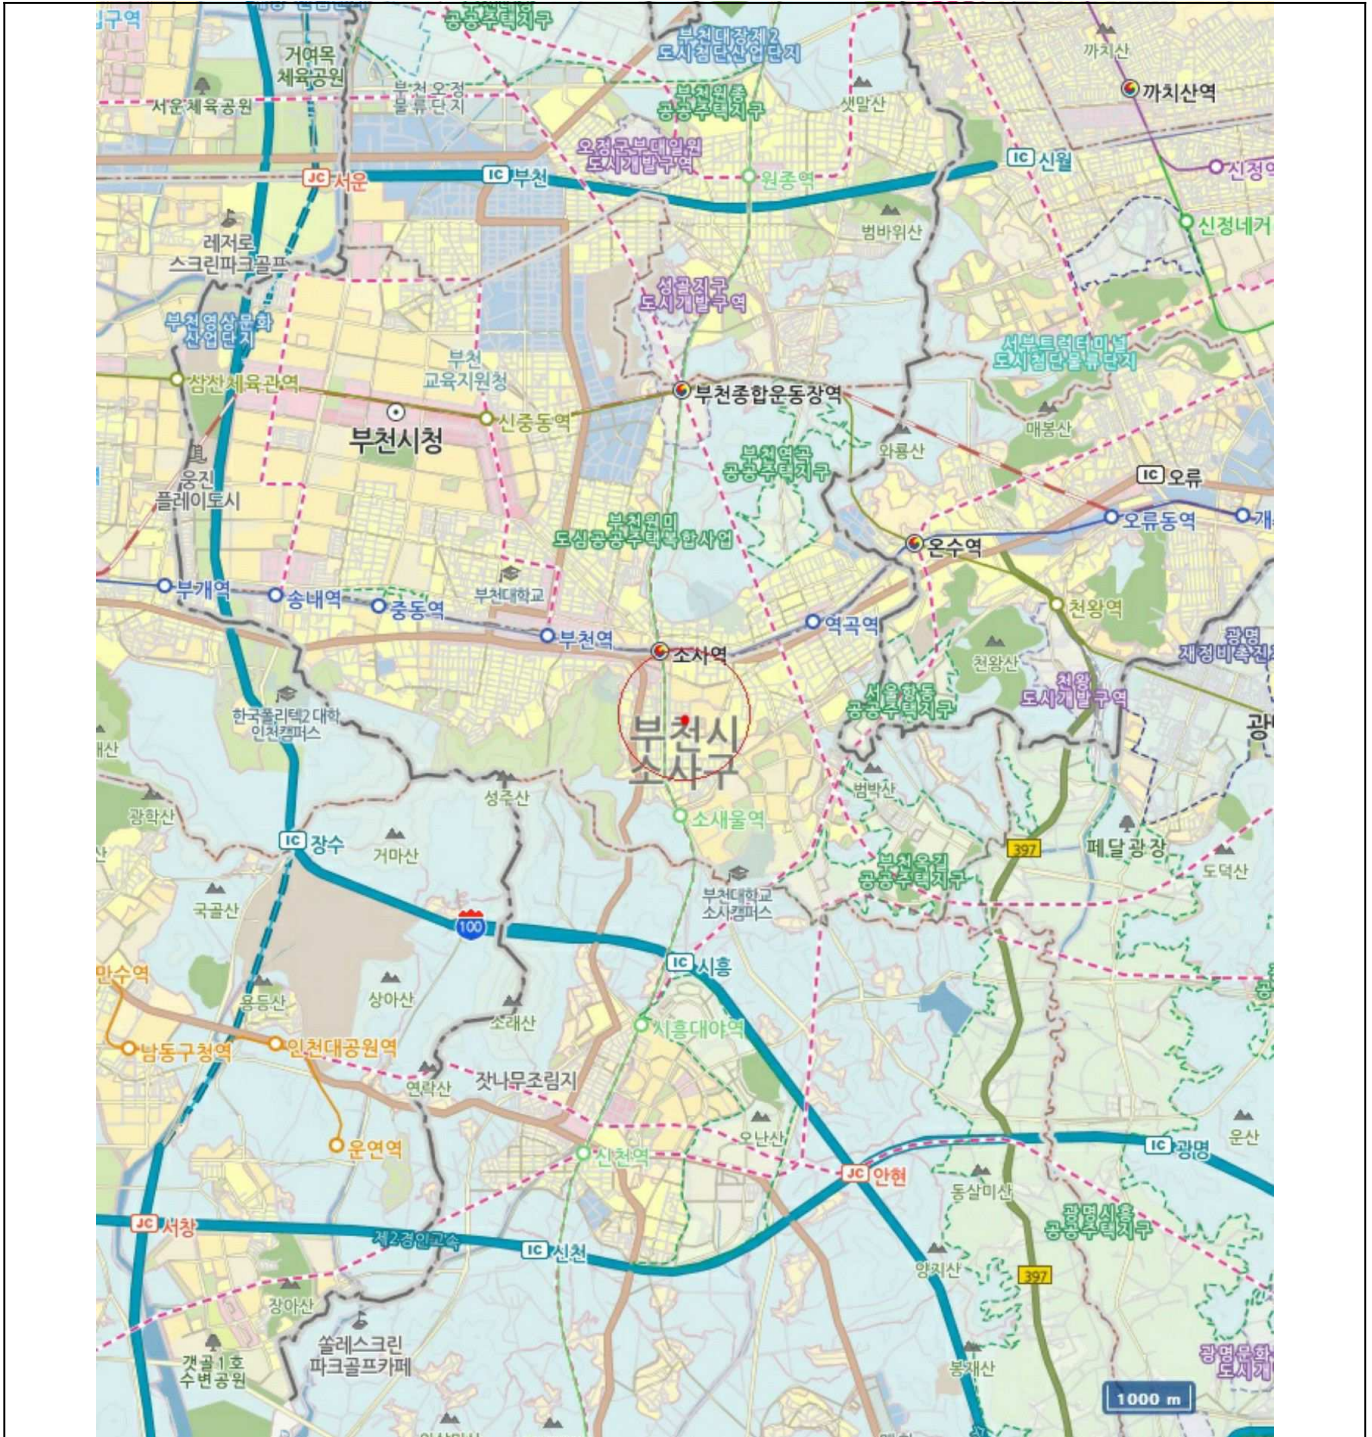 공공주택지구
까치산
거여목
체육공원
부천대장제2
도시첨단산업단지
서운체육공원
부천오정
물류단지
부천원종
공공주택지구
샛말산
까치산역
오정군부대일원
도시개발구역
IC 신월
JC 서운
IC 부천
원종역
신정네거
레저로
스크린파크골프
범바위산
성골지구
도시개발구역
부천영상문화
산업단지
서부트럭터미널
도시첨단물류단지
부천
교육지원청
삼산체육관역
부천종합운동장역
신중동역
부천시청
매봉산
부천역곡
공공주택지구
와룡산
웅진
플레이도시
IC 오류
오류동역
부천원미
도심공공주택복합사업
온수역
부개역
송내역
중동역
부천대학교
천왕역
부천역
역곡역
소사역
천왕산
광명
한국폴리텍2대학
인천캠퍼스
서울항동
공공주택지구
천왕
도시개발구역
부천시
소사구
성주산
범박산
광학산
소새울역
IC 장수
거마산
397
페달광장
부천옥길
공공주택지구
도덕산
국골산
부천대학교
소사캠퍼스
100
IC 시흥
만수역
용등산
상아산
소래산
시흥대야역
남동구청역
인천대공원역
연락산
잣나무조림지
오난산
운산
운연역
신천역
IC 광명
JC 안현
동살미산
JC 서창
제2경인고속
IC 신천
광명시흥
공공주택지구
양지산
397
장아산
쏠레스크린
파크골프카페
갯골1호
수변공원
봉재산
1000 m